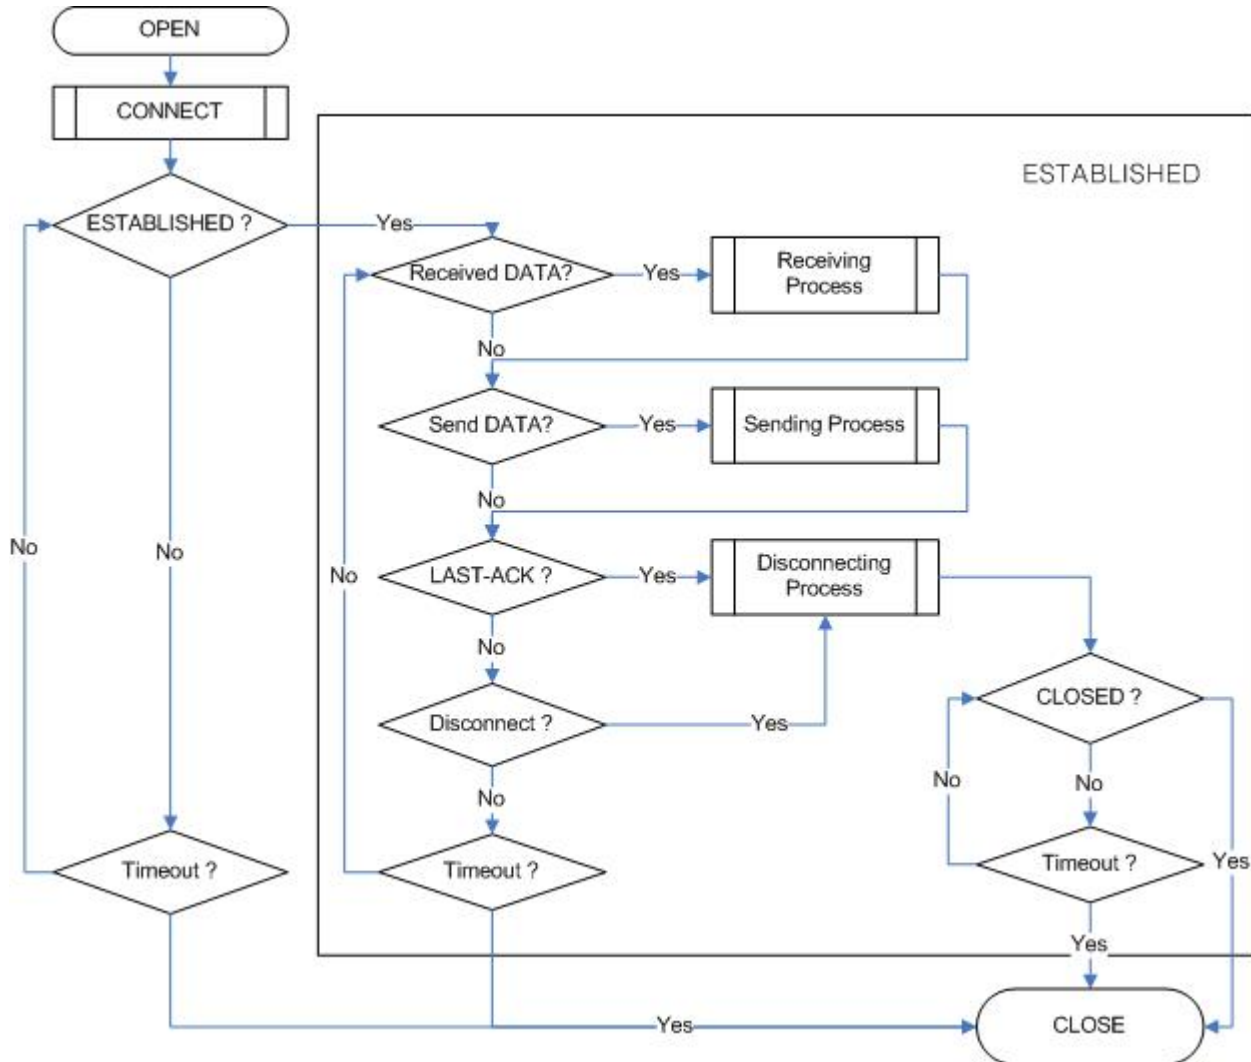 OPEN
CONNECT
ESTABLISHED
ESTABLISHED ?
Yes
Received DATA?
Yes
Receiving
Process
No
Send DATA?
Yes
Sending Process
No
No
No
No
LAST-ACK ?
Yes
Disconnecting
Process
No
CLOSED ?
Disconnect ?
Yes
No
No
No
Timeout ?
Timeout ?
Timeout ?
Yes
Yes
Yes
CLOSE